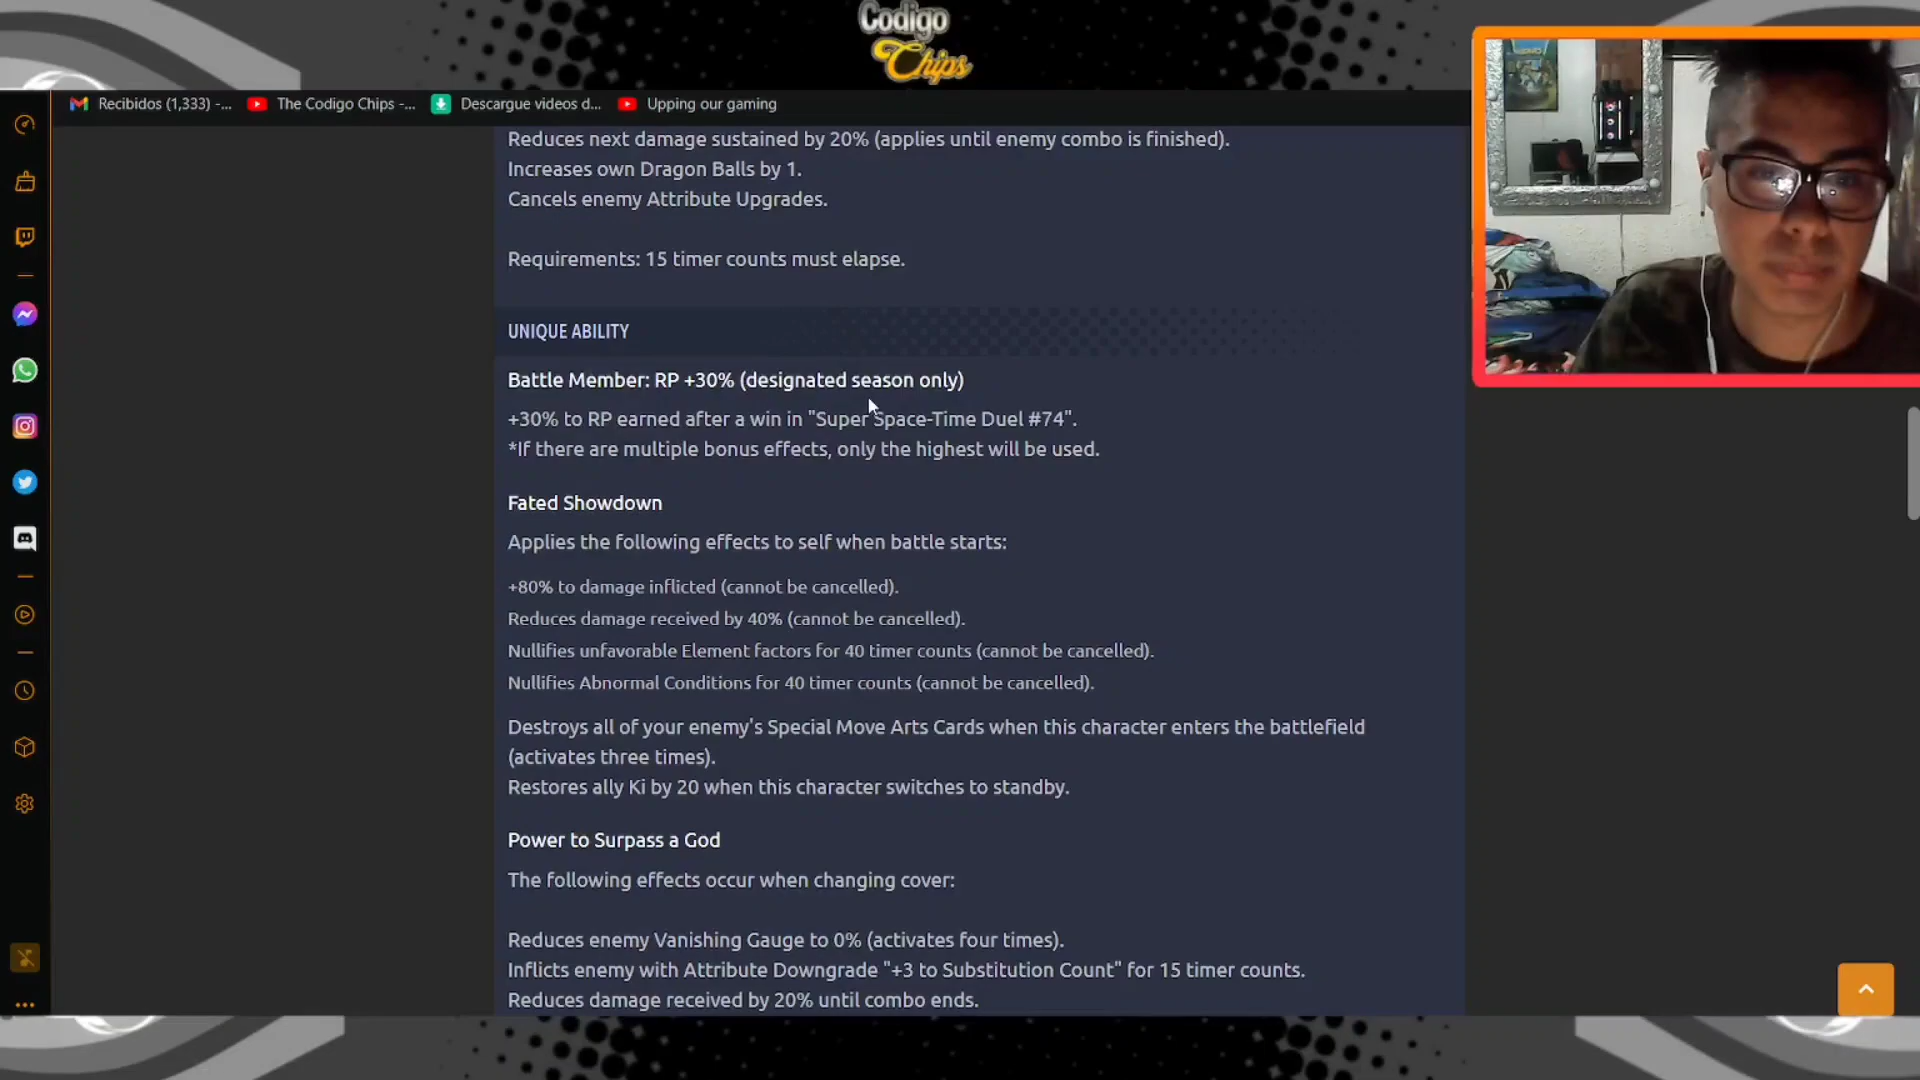 Codigo
Chips
Recibidos (1,333) -...
The Codigo Chips -...
Descargue videos d...
Upping our gaming
Reduces next damage sustained by 20% (applies until enemy combo is finished).
Increases own Dragon Balls by 1.
Cancels enemy Attribute Upgrades.
Requirements: 15 timer counts must elapse.
UNIQUE ABILITY
Battle Member: RP +30% (designated season only)
+30% to RP earned after a win in "Super Space-Time Duel #74".
*If there are multiple bonus effects, only the highest will be used.
Fated Showdown
Applies the following effects to self when battle starts:
+80% to damage inflicted (cannot be cancelled).
Reduces damage received by 40% (cannot be cancelled).
Nullifies unfavorable Element factors for 40 timer counts (cannot be cancelled).
Nullifies Abnormal Conditions for 40 timer counts (cannot be cancelled).
Destroys all of your enemy's Special Move Arts Cards when this character enters the battlefield
(activates three times).
Restores ally Ki by 20 when this character switches to standby.
Power to Surpass a God
The following effects occur when changing cover:
Reduces enemy Vanishing Gauge to 0% (activates four times).
Inflicts enemy with Attribute Downgrade "+3 to Substitution Count" for 15 timer counts.
Reduces damage received by 20% until combo ends.